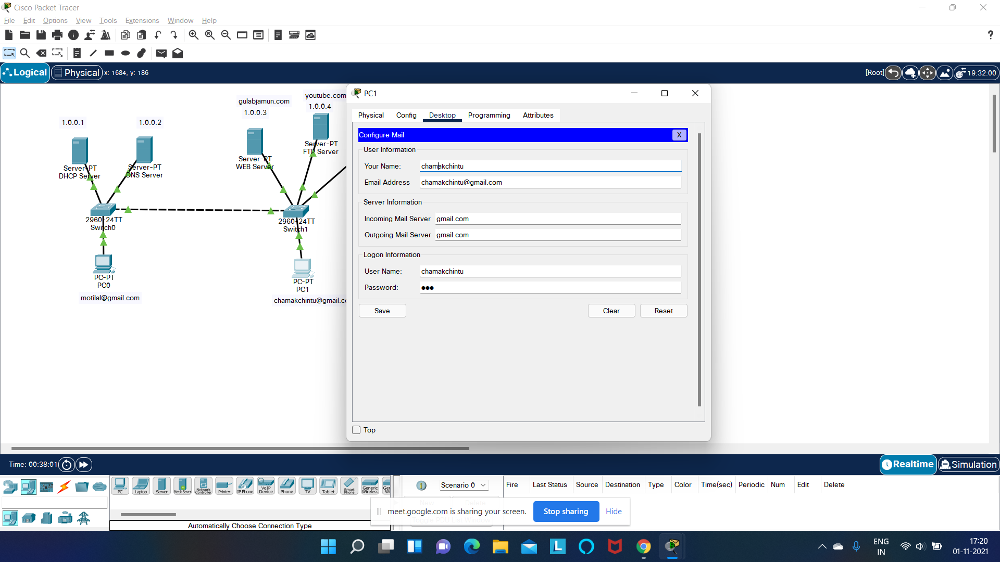 Cisco Packet Tracer
File Edit Options View Tools Extensions Window Help
Logical Physical x: 1684, y: 186 [Root] 19:32:00
1.0.0.1
1.0.0.2
gulabjamun.com
1.0.0.3
youtube.com
1.0.0.4
Server-PT
DHCP Server
Server-PT
DNS Server
Server-PT
WEB Server
Server-PT
FTP Server
2960-24TT
Switch0
2960-24TT
Switch1
PC-PT
PC0
motilal@gmail.com
PC-PT
PC1
chamakchintu@gmail.co
PC1
Physical Config Desktop Programming Attributes
Configure Mail X
User Information
Your Name: chamakchintu
Email Address chamakchintu@gmail.com
Server Information
Incoming Mail Server gmail.com
Outgoing Mail Server gmail.com
Logon Information
User Name: chamakchintu
Password: ●●●
Save Clear Reset
Top
Time: 00:38:01 Realtime Simulation
PC Laptop Server Meraki Server Network Controller Printer IP Phone VoIP Device Phone TV Tablet Smart Phone Generic Wireless
Automatically Choose Connection Type
Scenario 0
New Delete
Toggle PDU List Window
Fire Last Status Source Destination Type Color Time(sec) Periodic Num Edit Delete
meet.google.com is sharing your screen. Stop sharing Hide
ENG
IN
17:20
01-11-2021